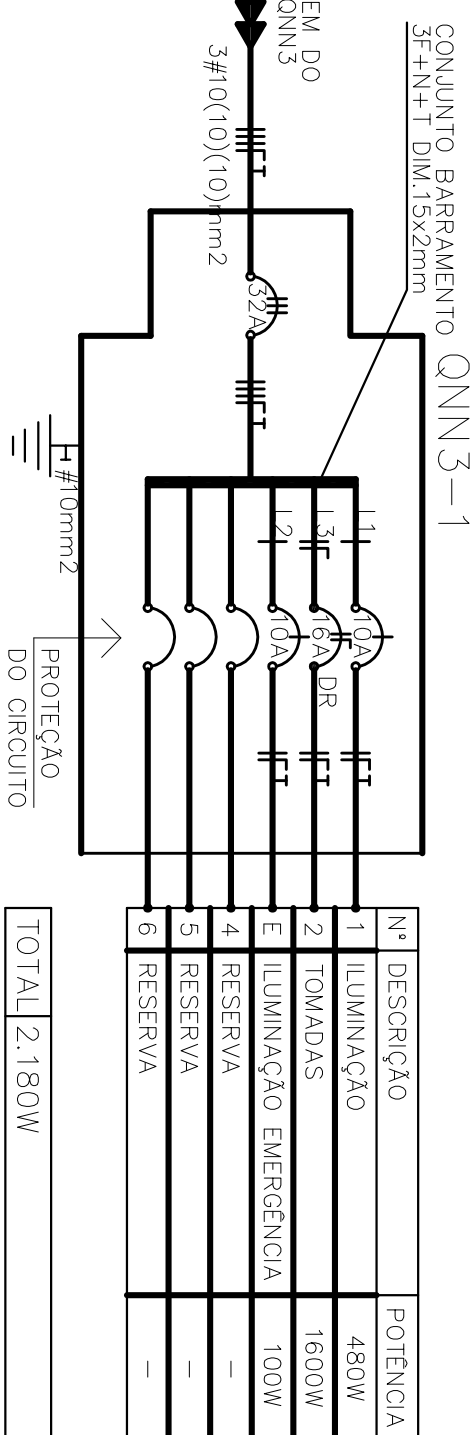 EM DO
QNN3
3#10(10)(10)mm2
CONJUNTO BARRAMENTO
3F+N+T DIM.15x2mm
QNN3-1
32A
#10mm2
L1
L3
L2
10A
16A
DR
10A
PROTEÇÃO
DO CIRCUITO
Nº DESCRIÇÃO POTÊNCIA
1 ILUMINAÇÃO 480W
2 TOMADAS 1600W
E ILUMINAÇÃO EMERGÊNCIA 100W
4 RESERVA -
5 RESERVA -
6 RESERVA -
TOTAL 2.180W